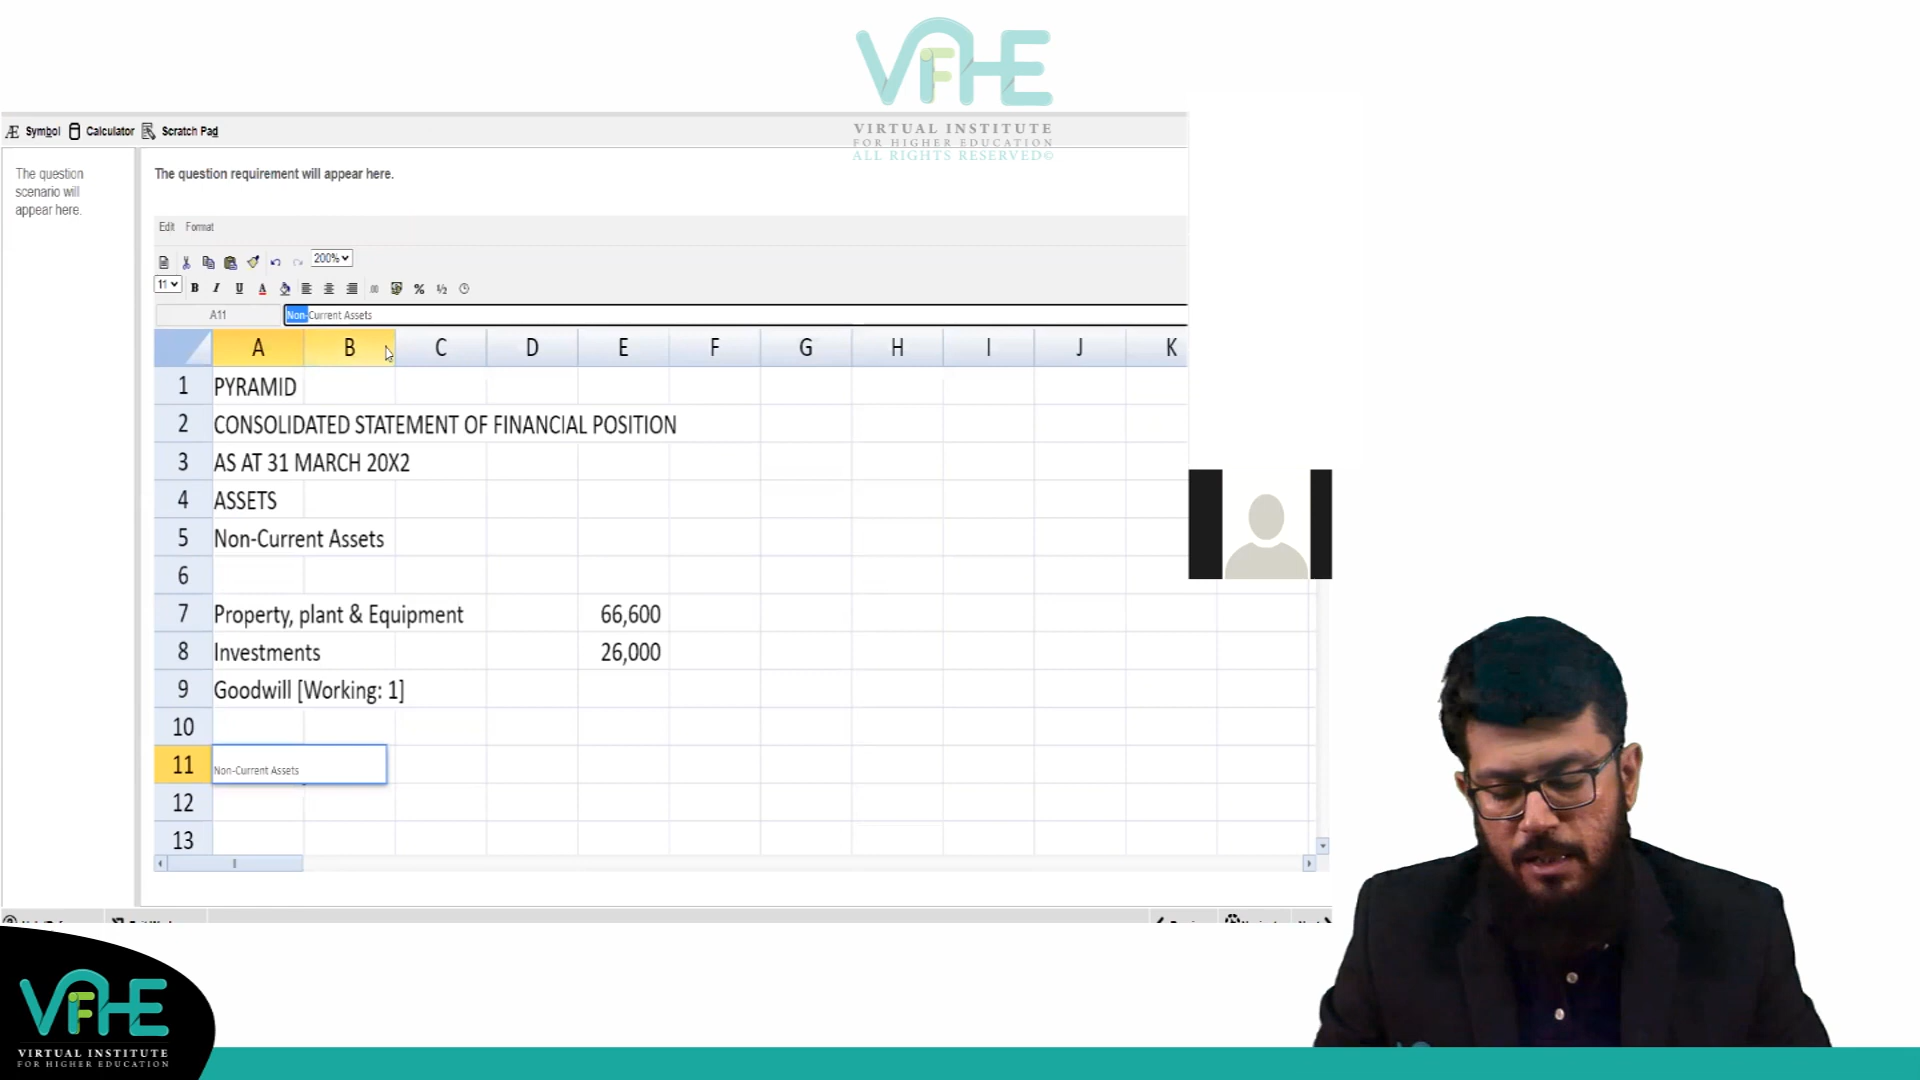 VFHE
VIRTUAL INSTITUTE
FOR HIGHER EDUCATION
ALL RIGHTS RESERVED©
Symbol Calculator Scratch Pad
The question
scenario will
appear here.
The question requirement will appear here.
Edit Format
200%
11 B I U A % ½
A11 Non-Current Assets
A B C D E F G H I J K
1 PYRAMID
2 CONSOLIDATED STATEMENT OF FINANCIAL POSITION
3 AS AT 31 MARCH 20X2
4 ASSETS
5 Non-Current Assets
6
7 Property, plant & Equipment 66,600
8 Investments 26,000
9 Goodwill [Working: 1]
10
11 Non-Current Assets
12
13
VFHE
VIRTUAL INSTITUTE
FOR HIGHER EDUCATION